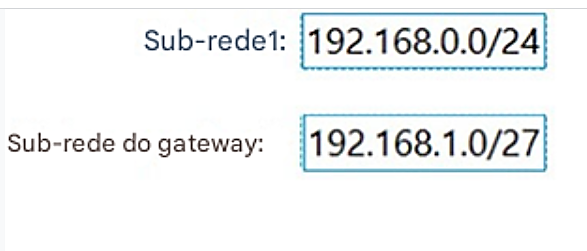 Sub-rede1: 192.168.0.0/24
Sub-rede do gateway: 192.168.1.0/27